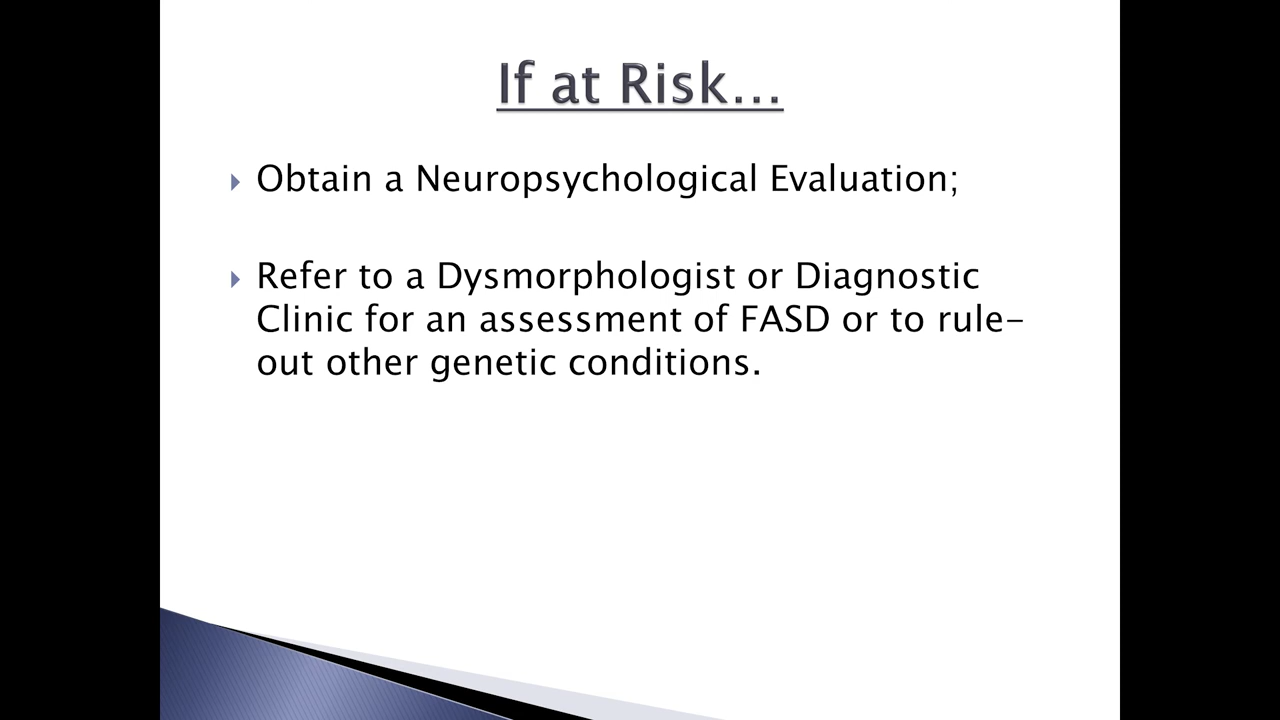 If at Risk...
Obtain a Neuropsychological Evaluation;
Refer to a Dysmorphologist or Diagnostic
Clinic for an assessment of FASD or to rule-
out other genetic conditions.